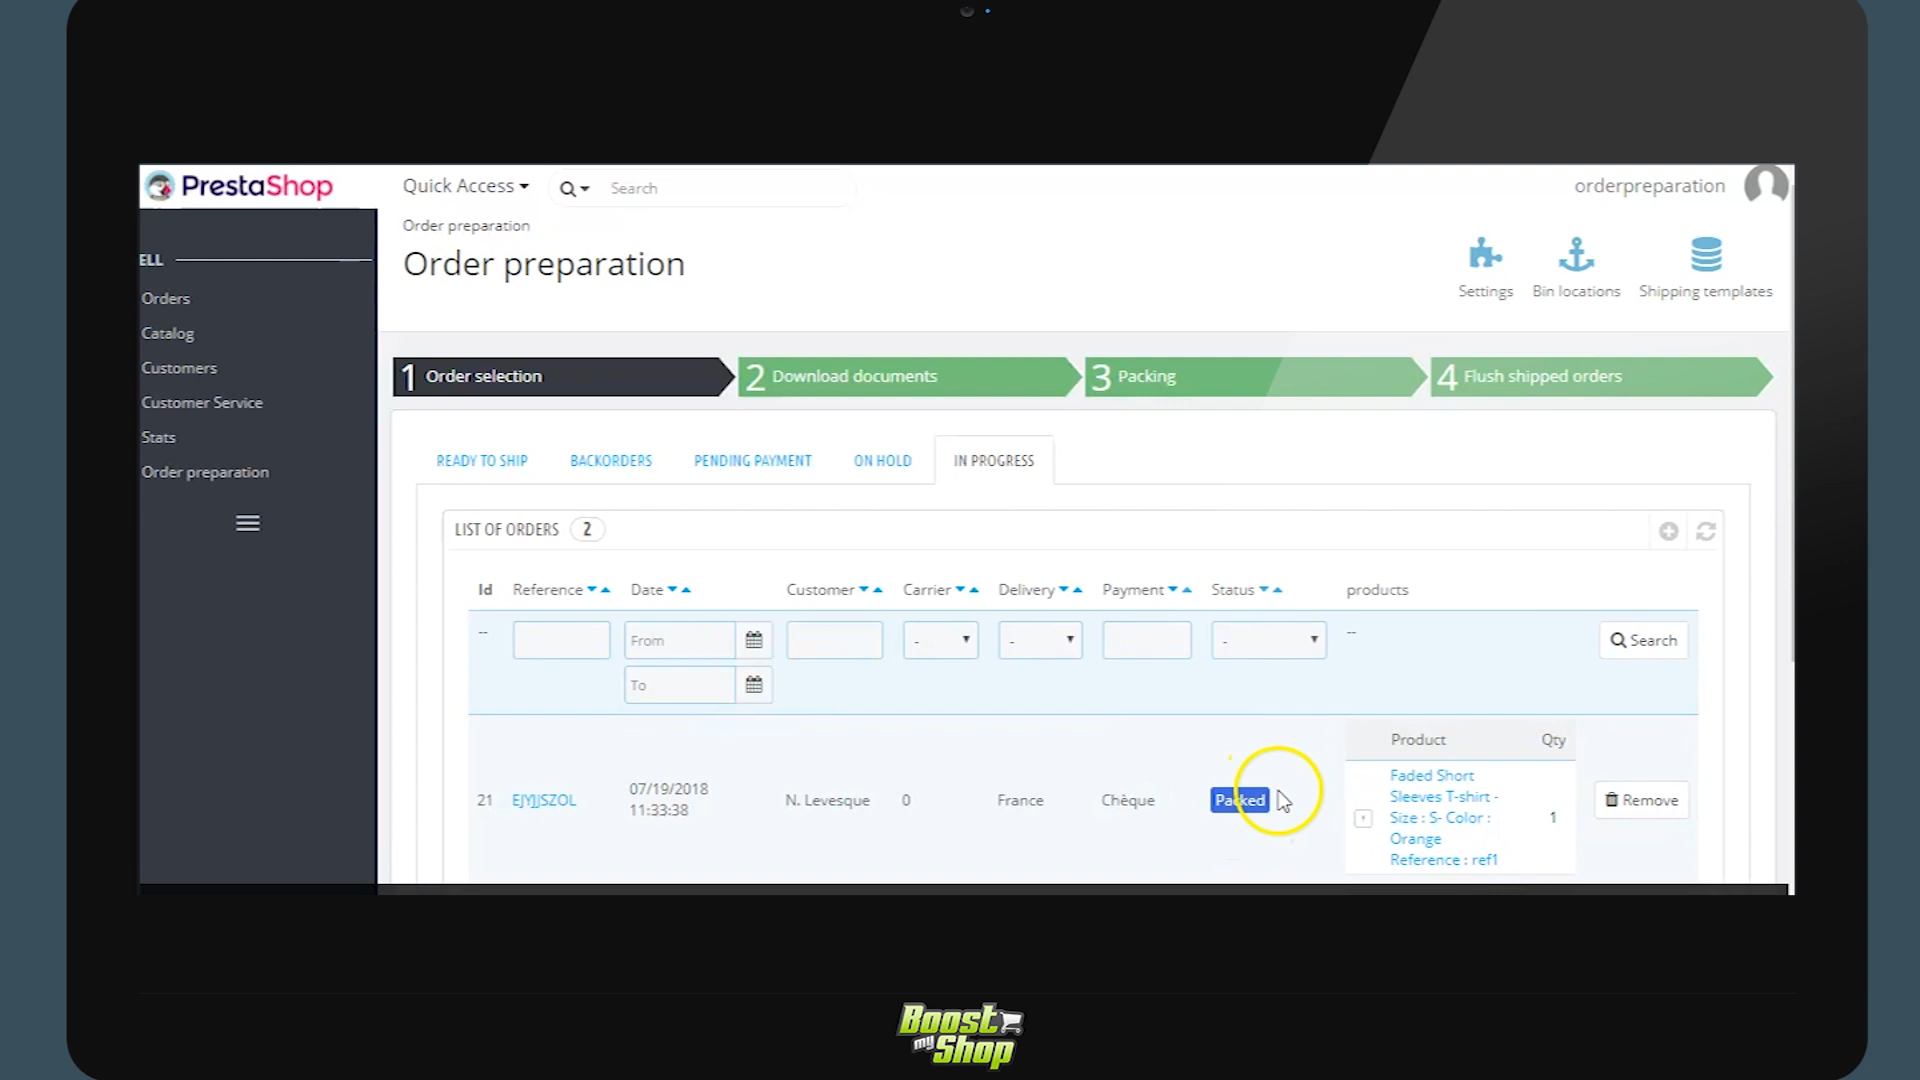 PrestaShop
Quick Access
Search
orderpreparation
Order preparation
Order preparation
Settings
Bin locations
Shipping templates
ELL
Orders
Catalog
Customers
Customer Service
Stats
Order preparation
1 Order selection
2 Download documents
3 Packing
4 Flush shipped orders
READY TO SHIP
BACKORDERS
PENDING PAYMENT
ON HOLD
IN PROGRESS
LIST OF ORDERS 2
Id Reference Date Customer Carrier Delivery Payment Status products
-- From - - - -- Search
To
Product Qty
21 EJYJJSZOL 07/19/2018 11:33:38 N. Levesque 0 France Chèque Packed
Faded Short
Sleeves T-shirt -
Size : S- Color :
Orange
Reference : ref1
1
Remove
Boost
my Shop